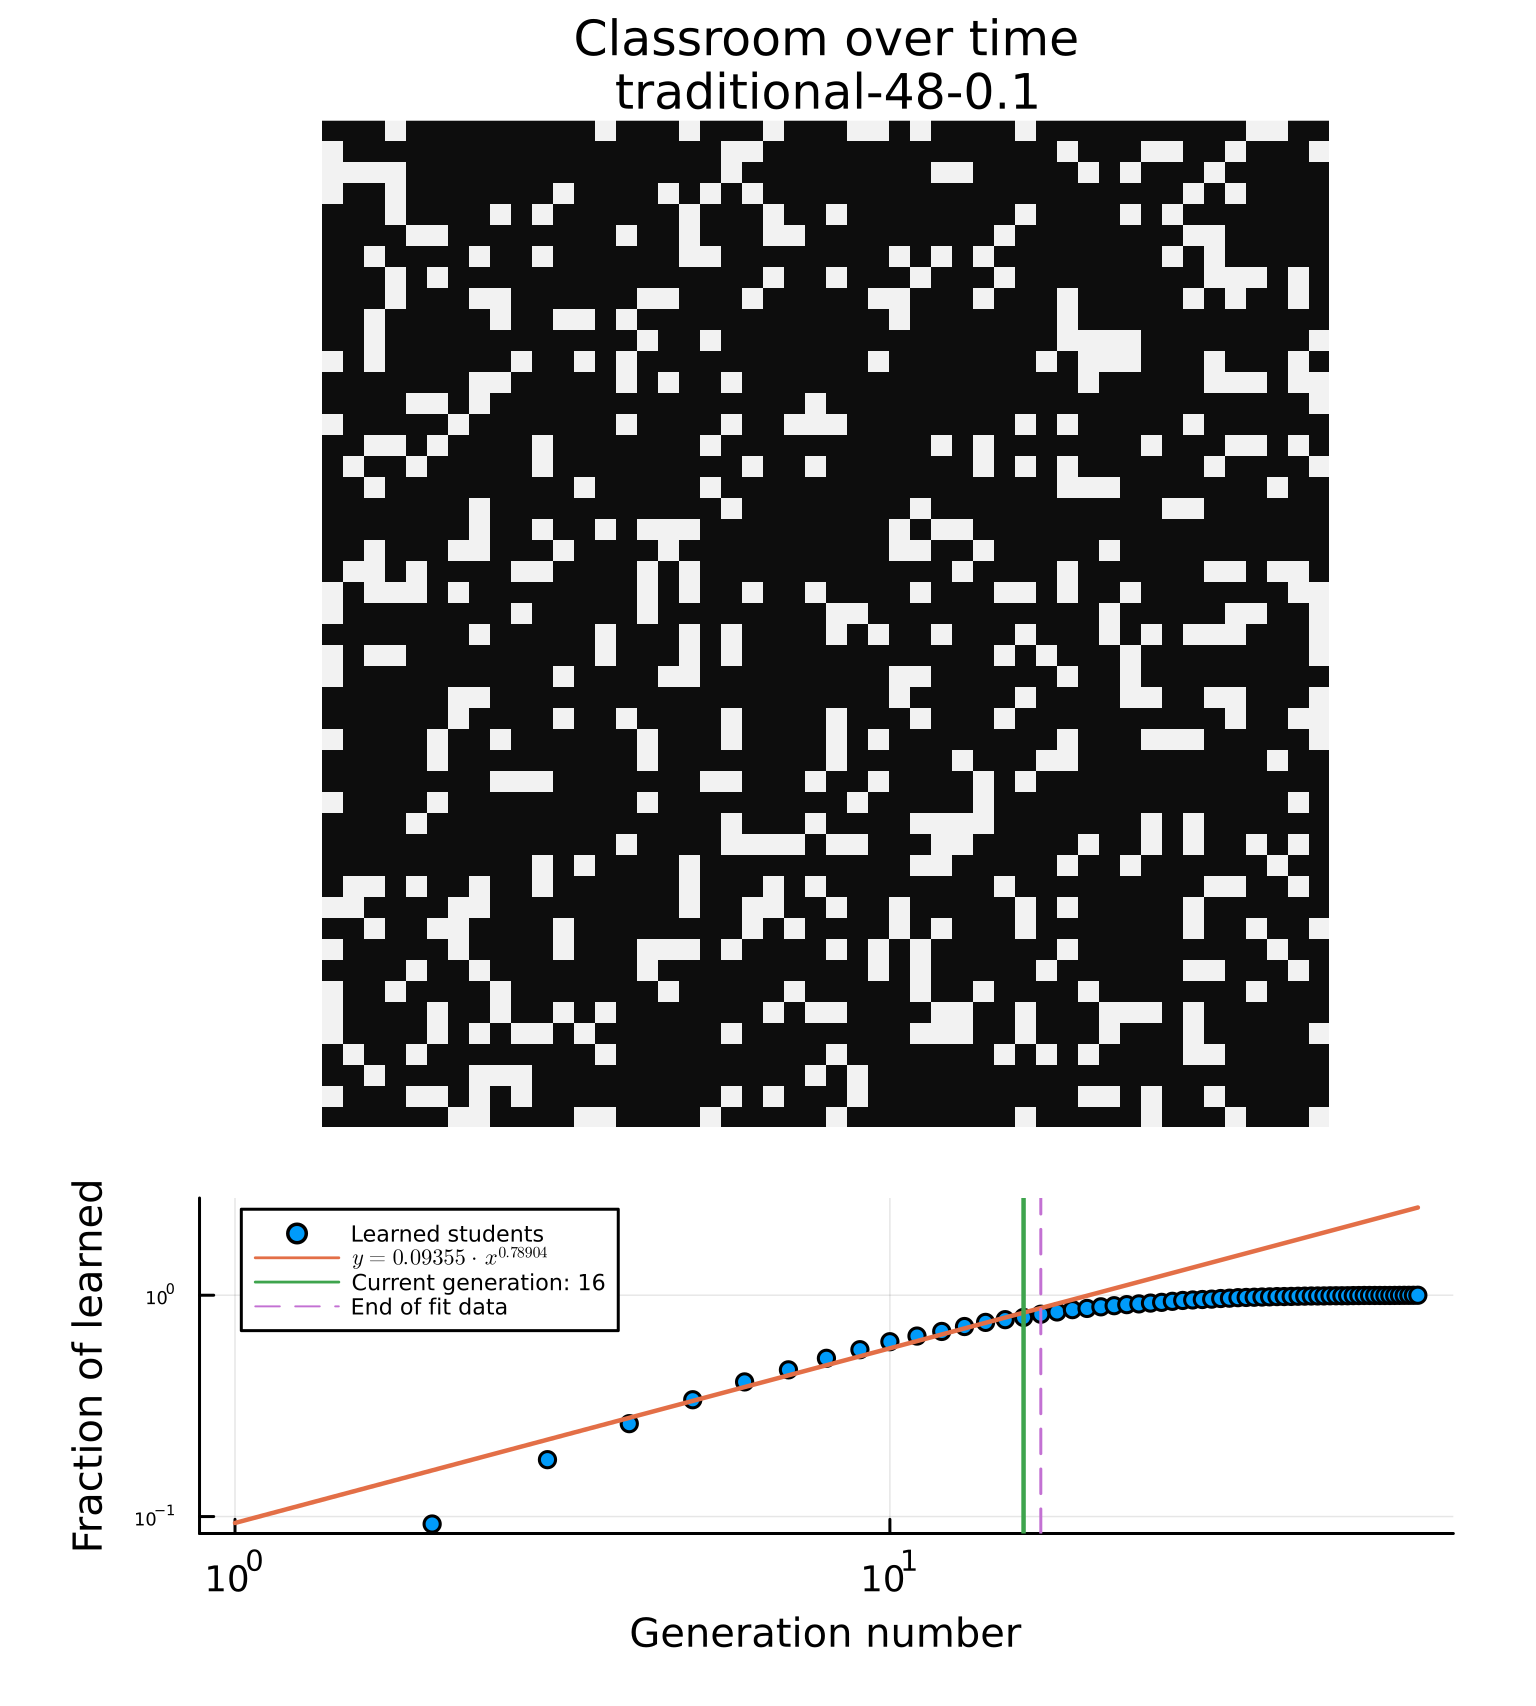 Classroom over time
traditional-48-0.1
Fraction of learned
Learned students
y = 0.09355 · x^0.78904
Current generation: 16
End of fit data
10^0
10^−1
10^0
10^1
Generation number